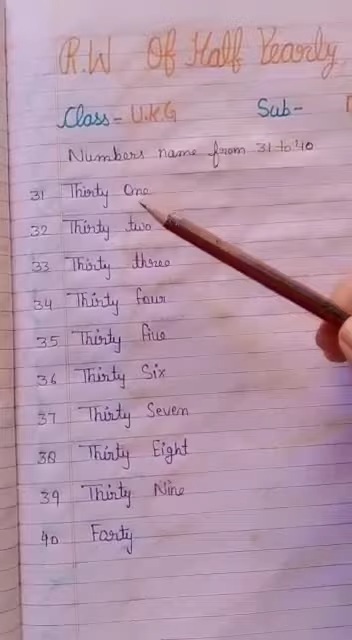 R.W Of Half Yearly
Class- U.K.G Sub-
Numbers name from 31 to 40
31 Thirty One
32 Thirty two
33 Thirty three
34 Thirty four
35 Thirty five
36 Thirty Six
37 Thirty Seven
38 Thirty Eight
39 Thirty Nine
40 Farty